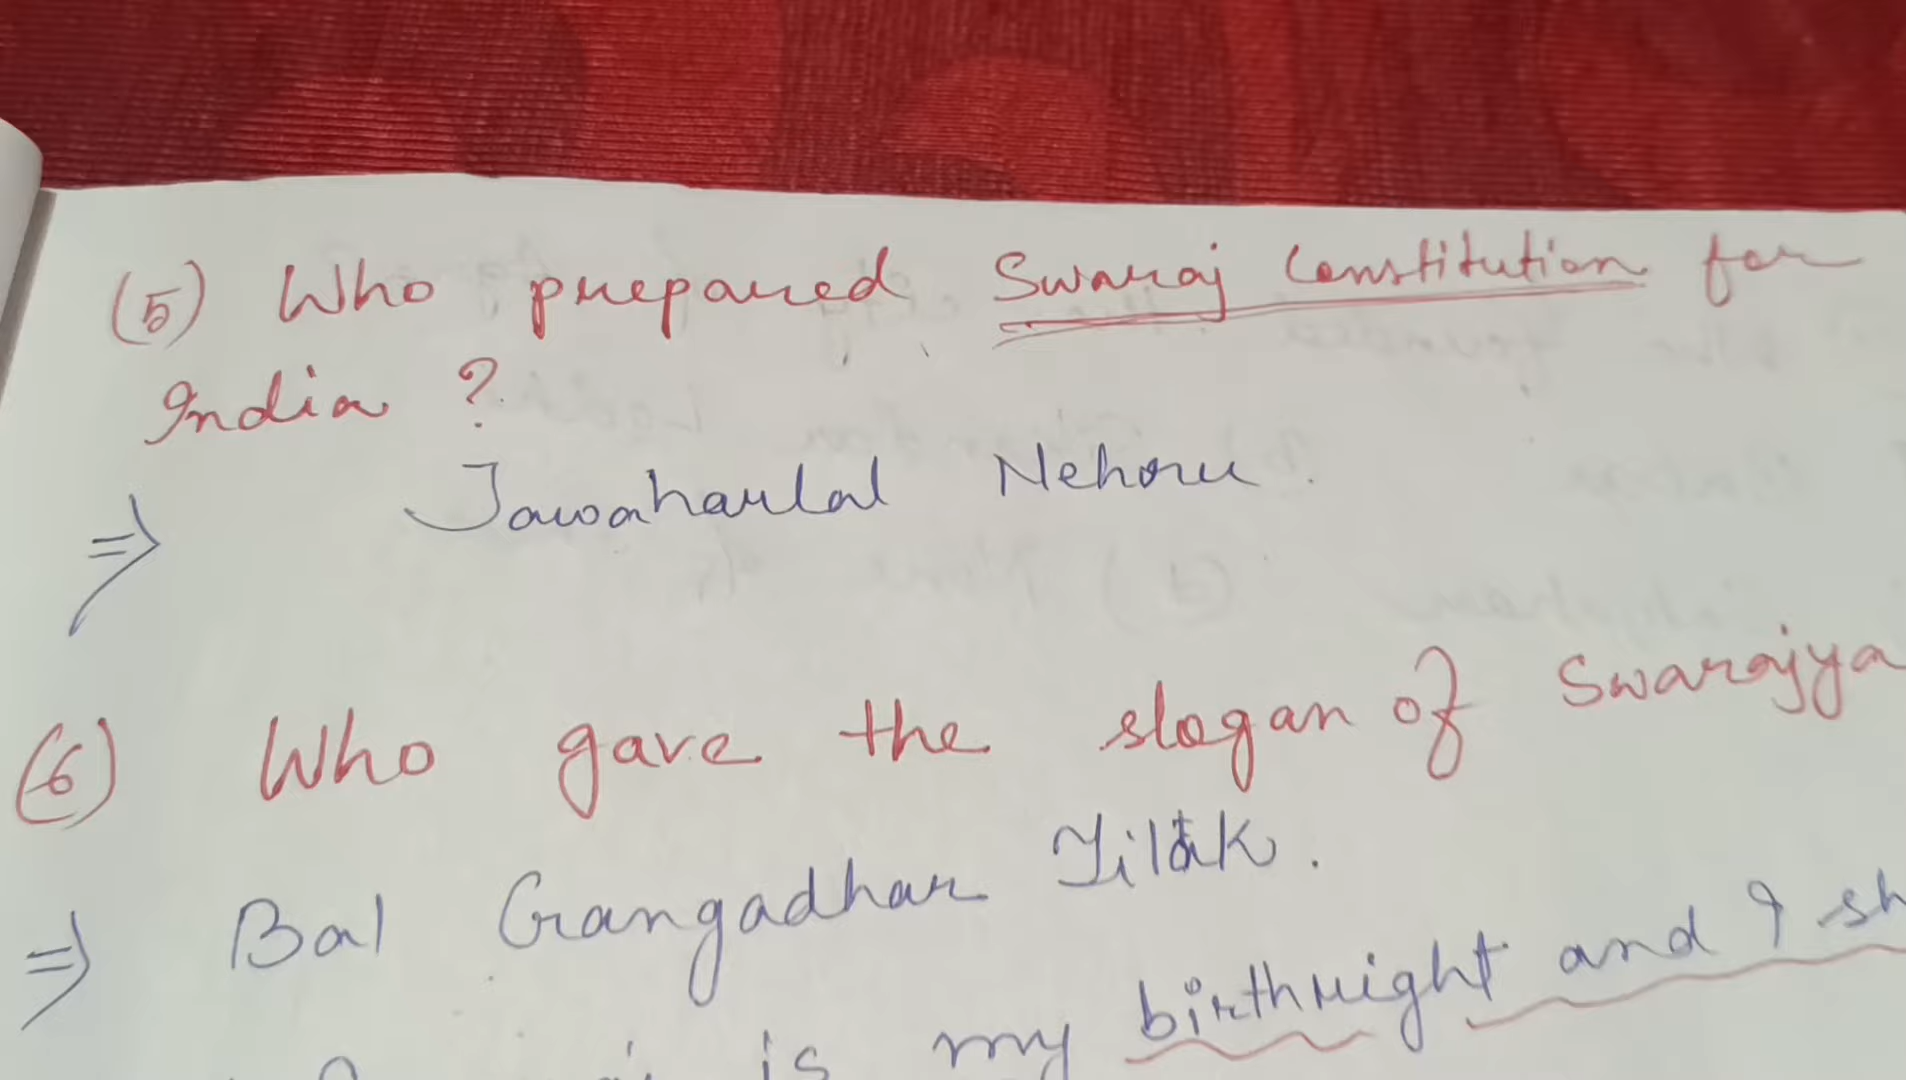 (5) Who prepared Swaraj Constitution for
India ?
⇒ Jawaharlal Nehru.
(6) Who gave the slogan of Swarajya
⇒ Bal Gangadhar Tilak.
is my birthright and I sh